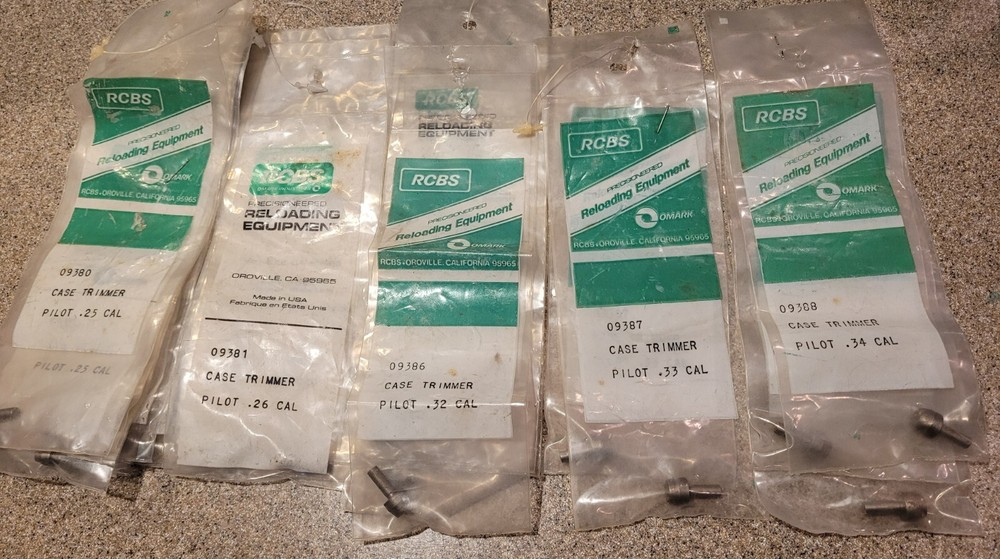 RCBS
PRECISIONEERED
Reloading Equipment
OMARK
RCBS • OROVILLE, CALIFORNIA 95965
09380
CASE TRIMMER
PILOT .25 CAL
PILOT .25 CAL
RCBS
PRECISIONEERED
RELOADING
EQUIPMENT
OROVILLE, CA 95965
Made in USA
Fabrique en Etats Unis
09381
CASE TRIMMER
PILOT .26 CAL
RCBS
PRECISIONEERED
RELOADING
EQUIPMENT
RCBS
PRECISIONEERED
Reloading Equipment
OMARK
RCBS • OROVILLE, CALIFORNIA 95965
09386
CASE TRIMMER
PILOT .32 CAL
RCBS
PRECISIONEERED
Reloading Equipment
OMARK
RCBS • OROVILLE, CALIFORNIA 95965
09387
CASE TRIMMER
PILOT .33 CAL
RCBS
PRECISIONEERED
Reloading Equipment
OMARK
RCBS • OROVILLE, CALIFORNIA 95965
09388
CASE TRIMMER
PILOT .34 CAL